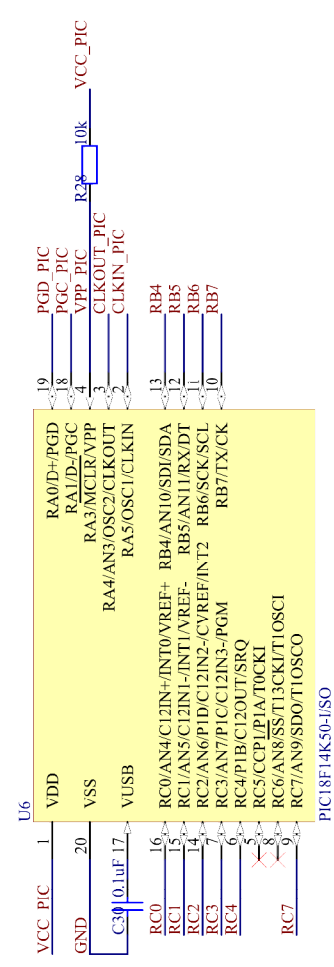 U6
PIC18F14K50-I/SO
VCC_PIC 1 VDD
GND 20 VSS
C30 0.1uF 17 VUSB
RC0 16 RC0/AN4/C12IN+/INT0/VREF+
RC1 15 RC1/AN5/C12IN1-/INT1/VREF-
RC2 14 RC2/AN6/P1D/C12IN2-/CVREF/INT2
RC3 7 RC3/AN7/P1C/C12IN3-/PGM
RC4 6 RC4/P1B/C12OUT/SRQ
5 RC5/CCP1/P1A/T0CKI
8 RC6/AN8/SS/T13CKI/T1OSCI
RC7 9 RC7/AN9/SDO/T1OSCO
RA0/D+/PGD 19 PGD_PIC
RA1/D-/PGC 18 PGC_PIC
RA3/MCLR/VPP 4 VPP_PIC R28 10k VCC_PIC
RA4/AN3/OSC2/CLKOUT 3 CLKOUT_PIC
RA5/OSC1/CLKIN 2 CLKIN_PIC
RB4/AN10/SDI/SDA 13 RB4
RB5/AN11/RX/DT 12 RB5
RB6/SCK/SCL 11 RB6
RB7/TX/CK 10 RB7